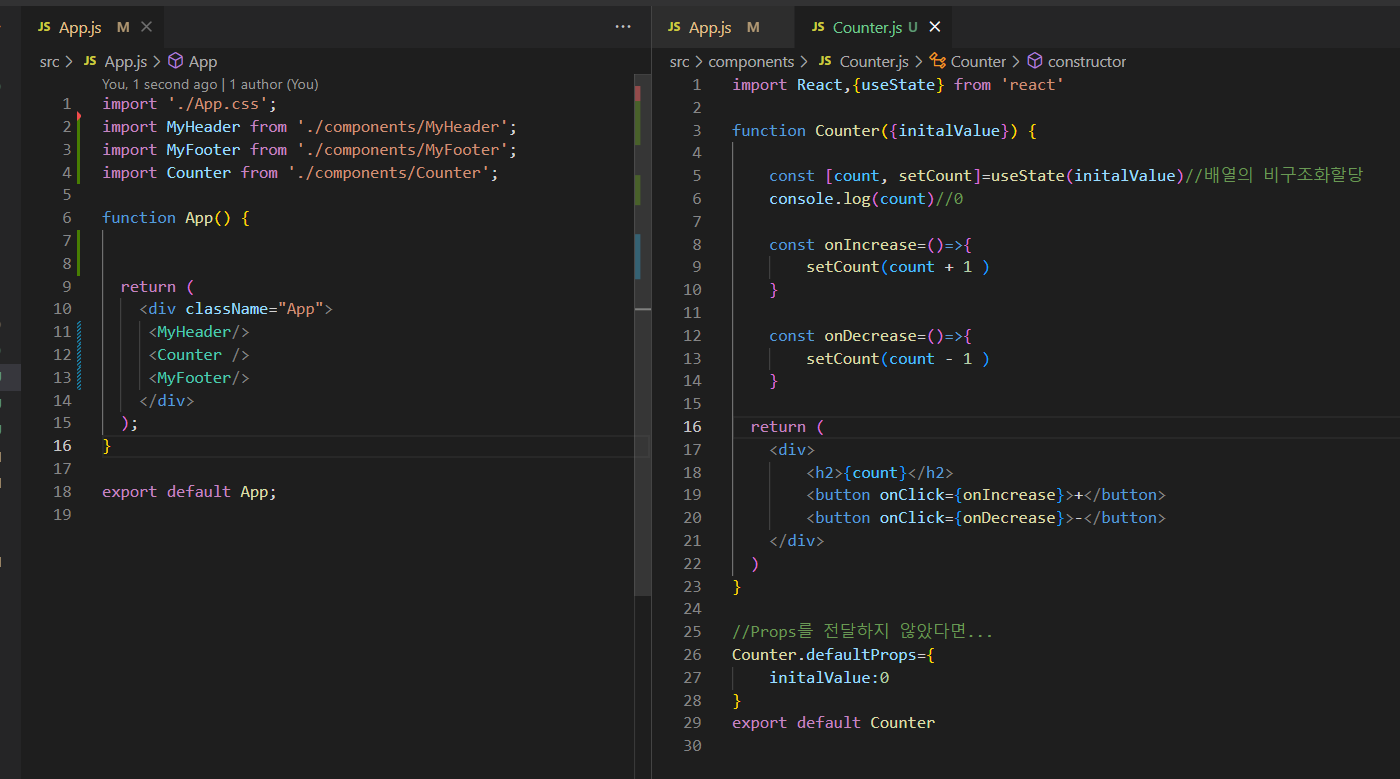 JS App.js M
src > JS App.js > App
You, 1 second ago | 1 author (You)
1 import './App.css';
2 import MyHeader from './components/MyHeader';
3 import MyFooter from './components/MyFooter';
4 import Counter from './components/Counter';
5
6 function App() {
7
8
9 return (
10 <div className="App">
11 <MyHeader/>
12 <Counter />
13 <MyFooter/>
14 </div>
15 );
16 }
17
18 export default App;
19
JS App.js M JS Counter.js U
src > components > JS Counter.js > Counter > constructor
1 import React,{useState} from 'react'
2
3 function Counter({initalValue}) {
4
5 const [count, setCount]=useState(initalValue)//배열의 비구조화할당
6 console.log(count)//0
7
8 const onIncrease=()=>{
9 setCount(count + 1 )
10 }
11
12 const onDecrease=()=>{
13 setCount(count - 1 )
14 }
15
16 return (
17 <div>
18 <h2>{count}</h2>
19 <button onClick={onIncrease}>+</button>
20 <button onClick={onDecrease}>-</button>
21 </div>
22 )
23 }
24
25 //Props를 전달하지 않았다면...
26 Counter.defaultProps={
27 initalValue:0
28 }
29 export default Counter
30